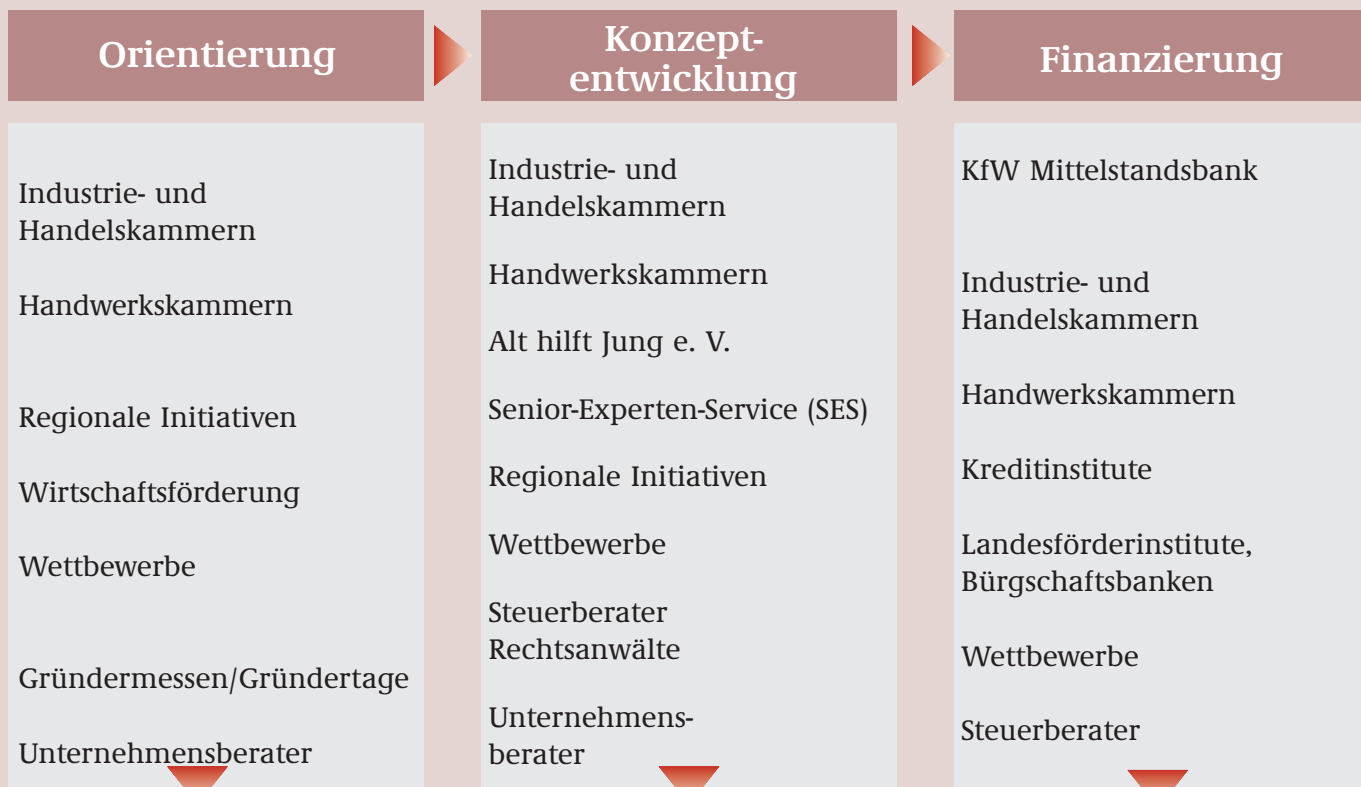 Orientierung
Industrie- und
Handelskammern
Handwerkskammern
Regionale Initiativen
Wirtschaftsförderung
Wettbewerbe
Gründermessen/Gründertage
Unternehmensberater
Konzept-
entwicklung
Industrie- und
Handelskammern
Handwerkskammern
Alt hilft Jung e. V.
Senior-Experten-Service (SES)
Regionale Initiativen
Wettbewerbe
Steuerberater
Rechtsanwälte
Unternehmens-
berater
Finanzierung
KfW Mittelstandsbank
Industrie- und
Handelskammern
Handwerkskammern
Kreditinstitute
Landesförderinstitute,
Bürgschaftsbanken
Wettbewerbe
Steuerberater